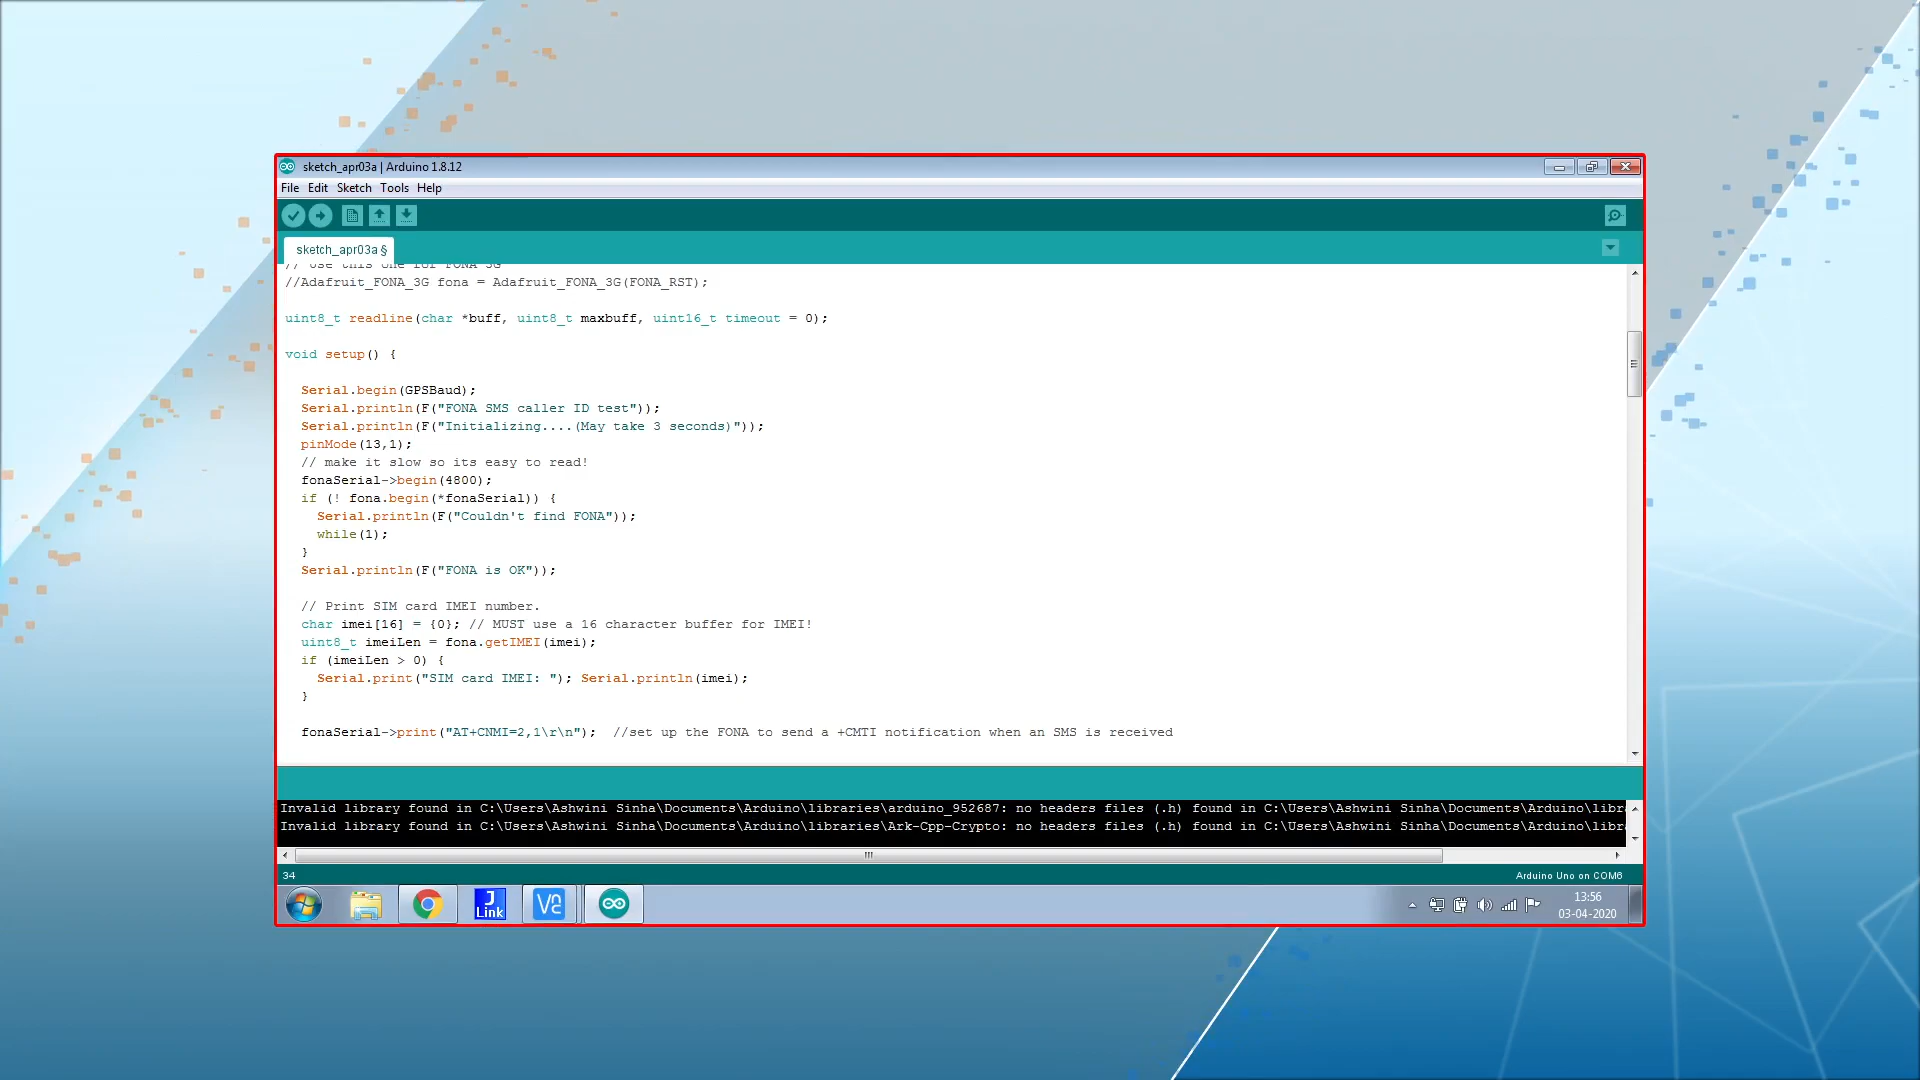 sketch_apr03a | Arduino 1.8.12
File Edit Sketch Tools Help
sketch_apr03a §
// Use this one for FONA 3G
//Adafruit_FONA_3G fona = Adafruit_FONA_3G(FONA_RST);
uint8_t readline(char *buff, uint8_t maxbuff, uint16_t timeout = 0);
void setup() {
Serial.begin(GPSBaud);
Serial.println(F("FONA SMS caller ID test"));
Serial.println(F("Initializing....(May take 3 seconds)"));
pinMode(13,1);
// make it slow so its easy to read!
fonaSerial->begin(4800);
if (! fona.begin(*fonaSerial)) {
Serial.println(F("Couldn't find FONA"));
while(1);
}
Serial.println(F("FONA is OK"));
// Print SIM card IMEI number.
char imei[16] = {0}; // MUST use a 16 character buffer for IMEI!
uint8_t imeiLen = fona.getIMEI(imei);
if (imeiLen > 0) {
Serial.print("SIM card IMEI: "); Serial.println(imei);
}
fonaSerial->print("AT+CNMI=2,1\r\n");  //set up the FONA to send a +CMTI notification when an SMS is received
Invalid library found in C:\Users\Ashwini Sinha\Documents\Arduino\libraries\arduino_952687: no headers files (.h) found in C:\Users\Ashwini Sinha\Documents\Arduino\libr
Invalid library found in C:\Users\Ashwini Sinha\Documents\Arduino\libraries\Ark-Cpp-Crypto: no headers files (.h) found in C:\Users\Ashwini Sinha\Documents\Arduino\libr
34
Arduino Uno on COM6
J
Link
V2
13:56
03-04-2020